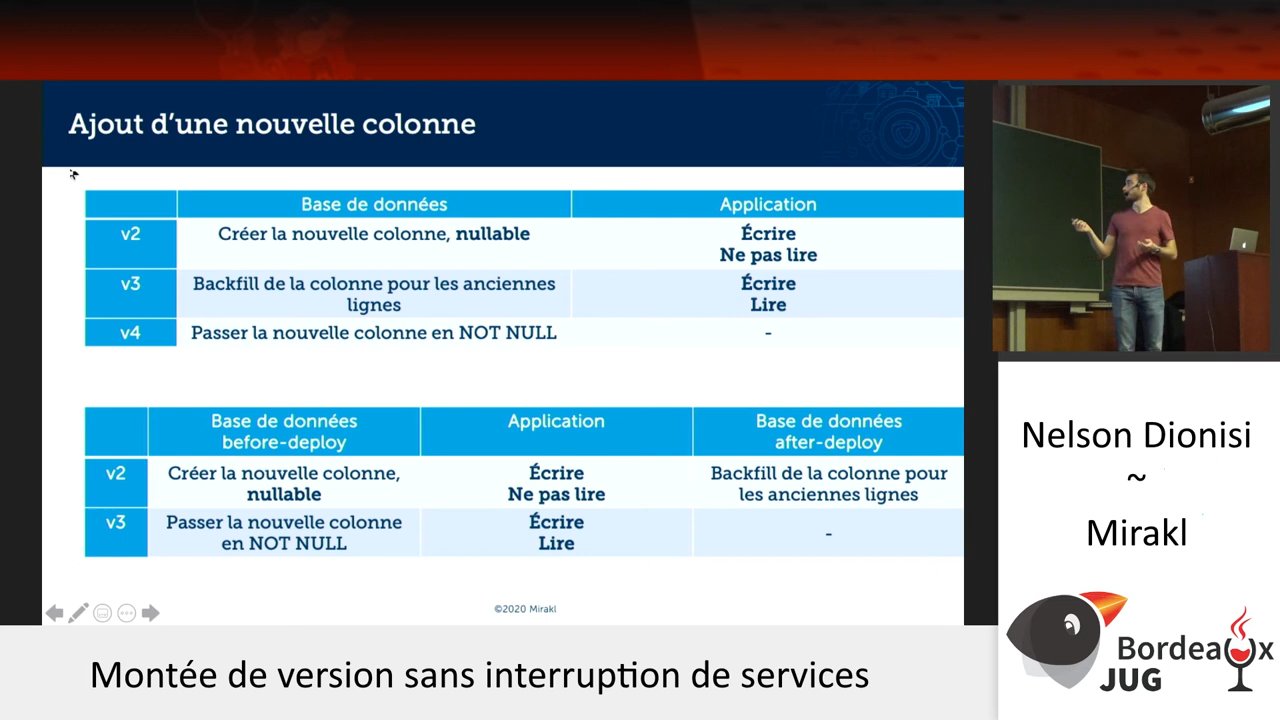 Ajout d'une nouvelle colonne
Base de données
Application
v2
Créer la nouvelle colonne, nullable
Écrire
Ne pas lire
v3
Backfill de la colonne pour les anciennes
lignes
Écrire
Lire
v4
Passer la nouvelle colonne en NOT NULL
-
Base de données
before-deploy
Application
Base de données
after-deploy
v2
Créer la nouvelle colonne,
nullable
Écrire
Ne pas lire
Backfill de la colonne pour
les anciennes lignes
v3
Passer la nouvelle colonne
en NOT NULL
Écrire
Lire
-
©2020 Mirakl
Nelson Dionisi
~
Mirakl
Bordeaux
JUG
Montée de version sans interruption de services